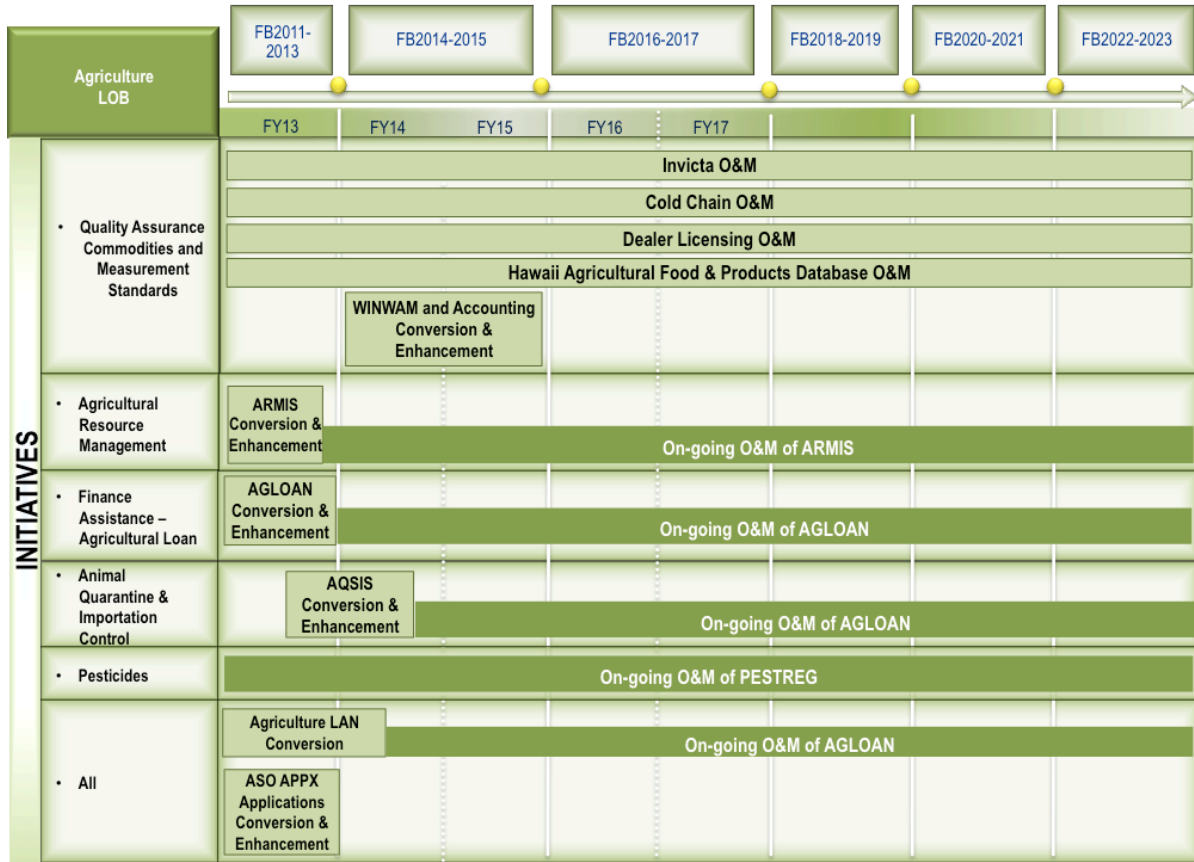 Agriculture
LOB
FB2011-
2013
FB2014-2015
FB2016-2017
FB2018-2019
FB2020-2021
FB2022-2023
FY13
FY14
FY15
FY16
FY17
INITIATIVES
• Quality Assurance
Commodities and
Measurement
Standards
Invicta O&M
Cold Chain O&M
Dealer Licensing O&M
Hawaii Agricultural Food & Products Database O&M
WINWAM and Accounting
Conversion &
Enhancement
• Agricultural
Resource
Management
ARMIS
Conversion &
Enhancement
On-going O&M of ARMIS
• Finance
Assistance –
Agricultural Loan
AGLOAN
Conversion &
Enhancement
On-going O&M of AGLOAN
• Animal
Quarantine &
Importation
Control
AQSIS
Conversion &
Enhancement
On-going O&M of AGLOAN
• Pesticides
On-going O&M of PESTREG
• All
Agriculture LAN
Conversion
On-going O&M of AGLOAN
ASO APPX
Applications
Conversion &
Enhancement